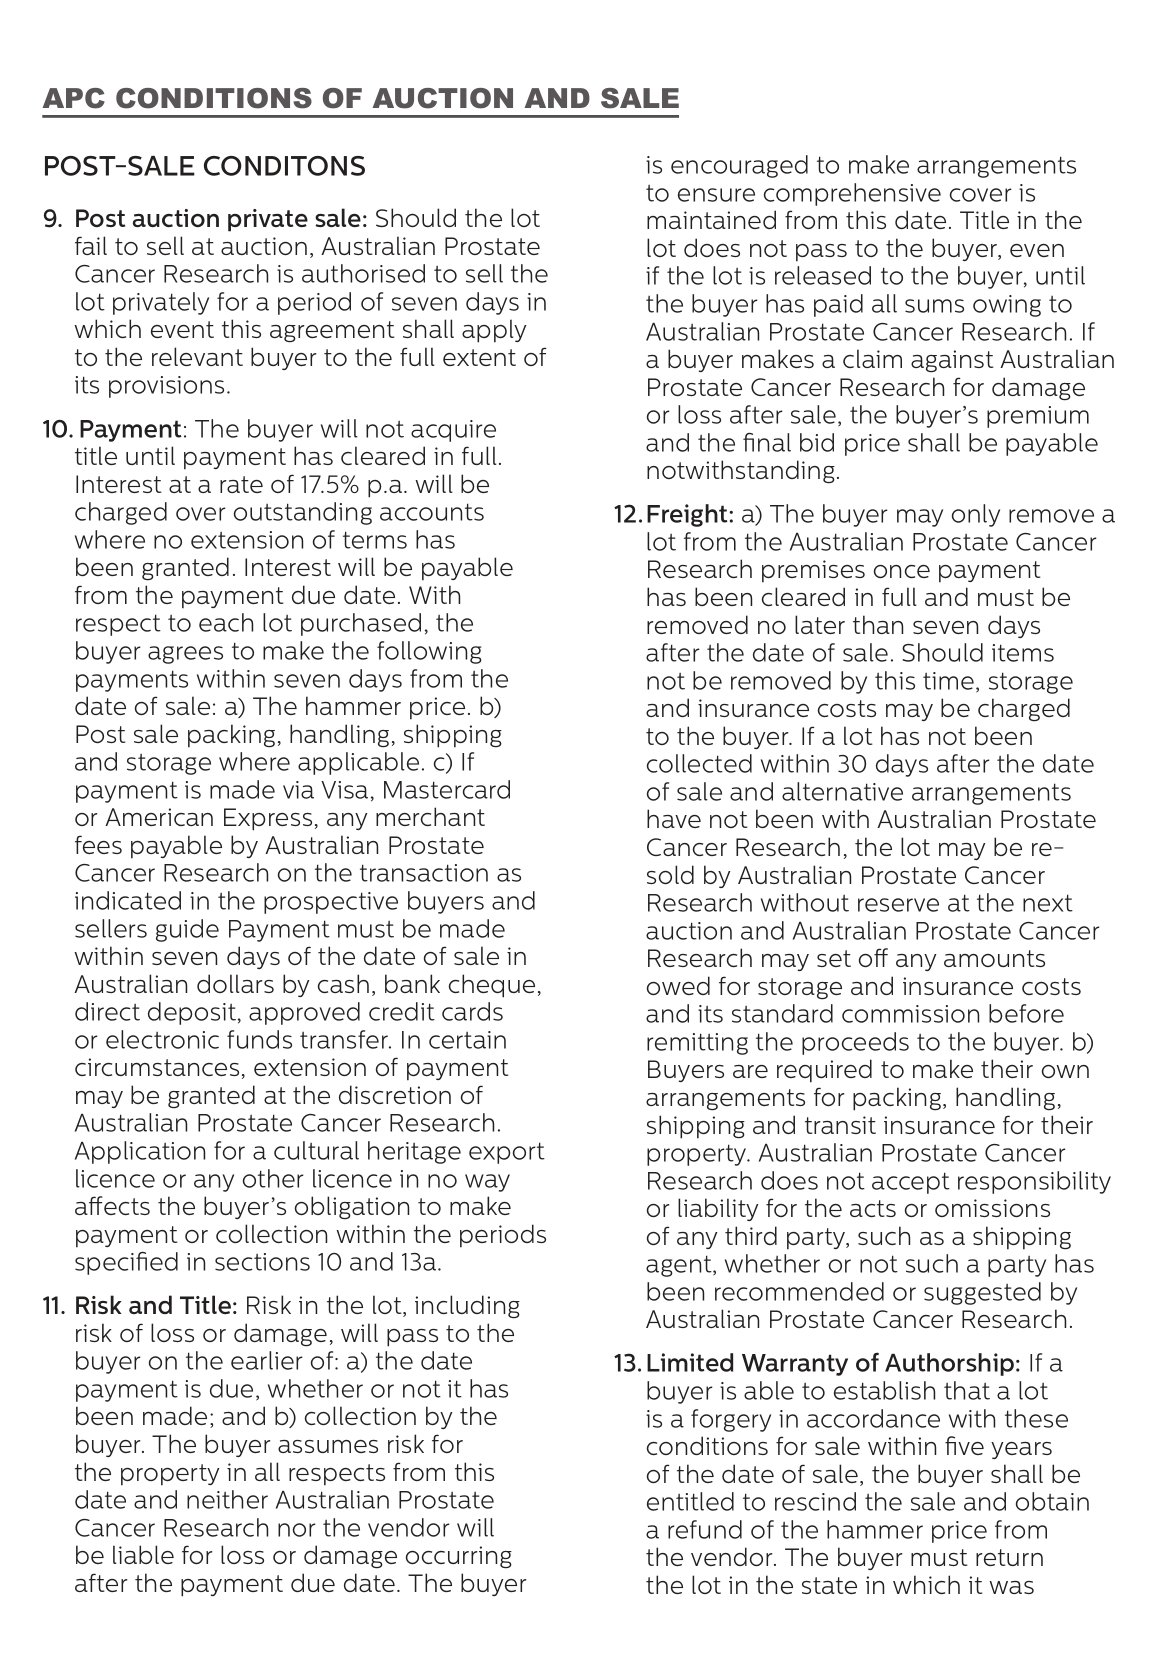 APC CONDITIONS OF AUCTION AND SALE
POST-SALE CONDITONS
9. Post auction private sale: Should the lot
fail to sell at auction, Australian Prostate
Cancer Research is authorised to sell the
lot privately for a period of seven days in
which event this agreement shall apply
to the relevant buyer to the full extent of
its provisions.
10. Payment: The buyer will not acquire
title until payment has cleared in full.
Interest at a rate of 17.5% p.a. will be
charged over outstanding accounts
where no extension of terms has
been granted. Interest will be payable
from the payment due date. With
respect to each lot purchased, the
buyer agrees to make the following
payments within seven days from the
date of sale: a) The hammer price. b)
Post sale packing, handling, shipping
and storage where applicable. c) If
payment is made via Visa, Mastercard
or American Express, any merchant
fees payable by Australian Prostate
Cancer Research on the transaction as
indicated in the prospective buyers and
sellers guide Payment must be made
within seven days of the date of sale in
Australian dollars by cash, bank cheque,
direct deposit, approved credit cards
or electronic funds transfer. In certain
circumstances, extension of payment
may be granted at the discretion of
Australian Prostate Cancer Research.
Application for a cultural heritage export
licence or any other licence in no way
affects the buyer's obligation to make
payment or collection within the periods
specified in sections 10 and 13a.
11. Risk and Title: Risk in the lot, including
risk of loss or damage, will pass to the
buyer on the earlier of: a) the date
payment is due, whether or not it has
been made; and b) collection by the
buyer. The buyer assumes risk for
the property in all respects from this
date and neither Australian Prostate
Cancer Research nor the vendor will
be liable for loss or damage occurring
after the payment due date. The buyer
is encouraged to make arrangements
to ensure comprehensive cover is
maintained from this date. Title in the
lot does not pass to the buyer, even
if the lot is released to the buyer, until
the buyer has paid all sums owing to
Australian Prostate Cancer Research. If
a buyer makes a claim against Australian
Prostate Cancer Research for damage
or loss after sale, the buyer's premium
and the final bid price shall be payable
notwithstanding.
12. Freight: a) The buyer may only remove a
lot from the Australian Prostate Cancer
Research premises once payment
has been cleared in full and must be
removed no later than seven days
after the date of sale. Should items
not be removed by this time, storage
and insurance costs may be charged
to the buyer. If a lot has not been
collected within 30 days after the date
of sale and alternative arrangements
have not been with Australian Prostate
Cancer Research, the lot may be re-
sold by Australian Prostate Cancer
Research without reserve at the next
auction and Australian Prostate Cancer
Research may set off any amounts
owed for storage and insurance costs
and its standard commission before
remitting the proceeds to the buyer. b)
Buyers are required to make their own
arrangements for packing, handling,
shipping and transit insurance for their
property. Australian Prostate Cancer
Research does not accept responsibility
or liability for the acts or omissions
of any third party, such as a shipping
agent, whether or not such a party has
been recommended or suggested by
Australian Prostate Cancer Research.
13. Limited Warranty of Authorship: If a
buyer is able to establish that a lot
is a forgery in accordance with these
conditions for sale within five years
of the date of sale, the buyer shall be
entitled to rescind the sale and obtain
a refund of the hammer price from
the vendor. The buyer must return
the lot in the state in which it was